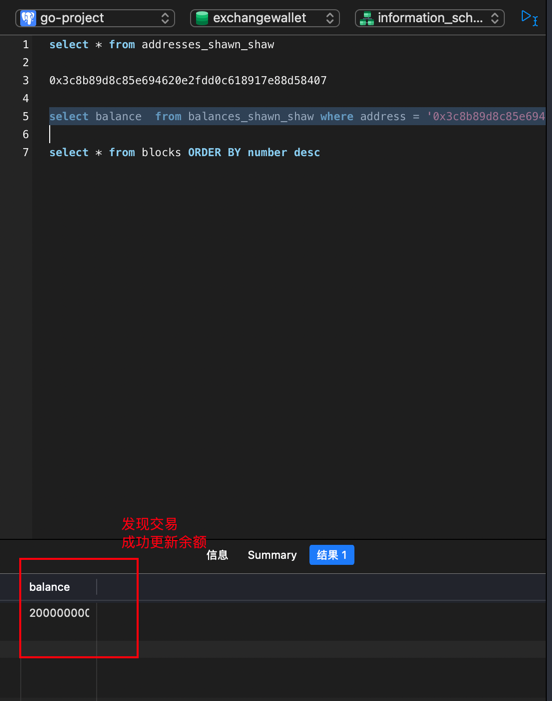 go-project
exchangewallet
information_sch...
1 select * from addresses_shawn_shaw
2
3 0x3c8b89d8c85e694620e2fdd0c618917e88d58407
4
5 select balance  from balances_shawn_shaw where address = '0x3c8b89d8c85e694
6
7 select * from blocks ORDER BY number desc
发现交易
成功更新余额
信息
Summary
结果 1
balance
200000000